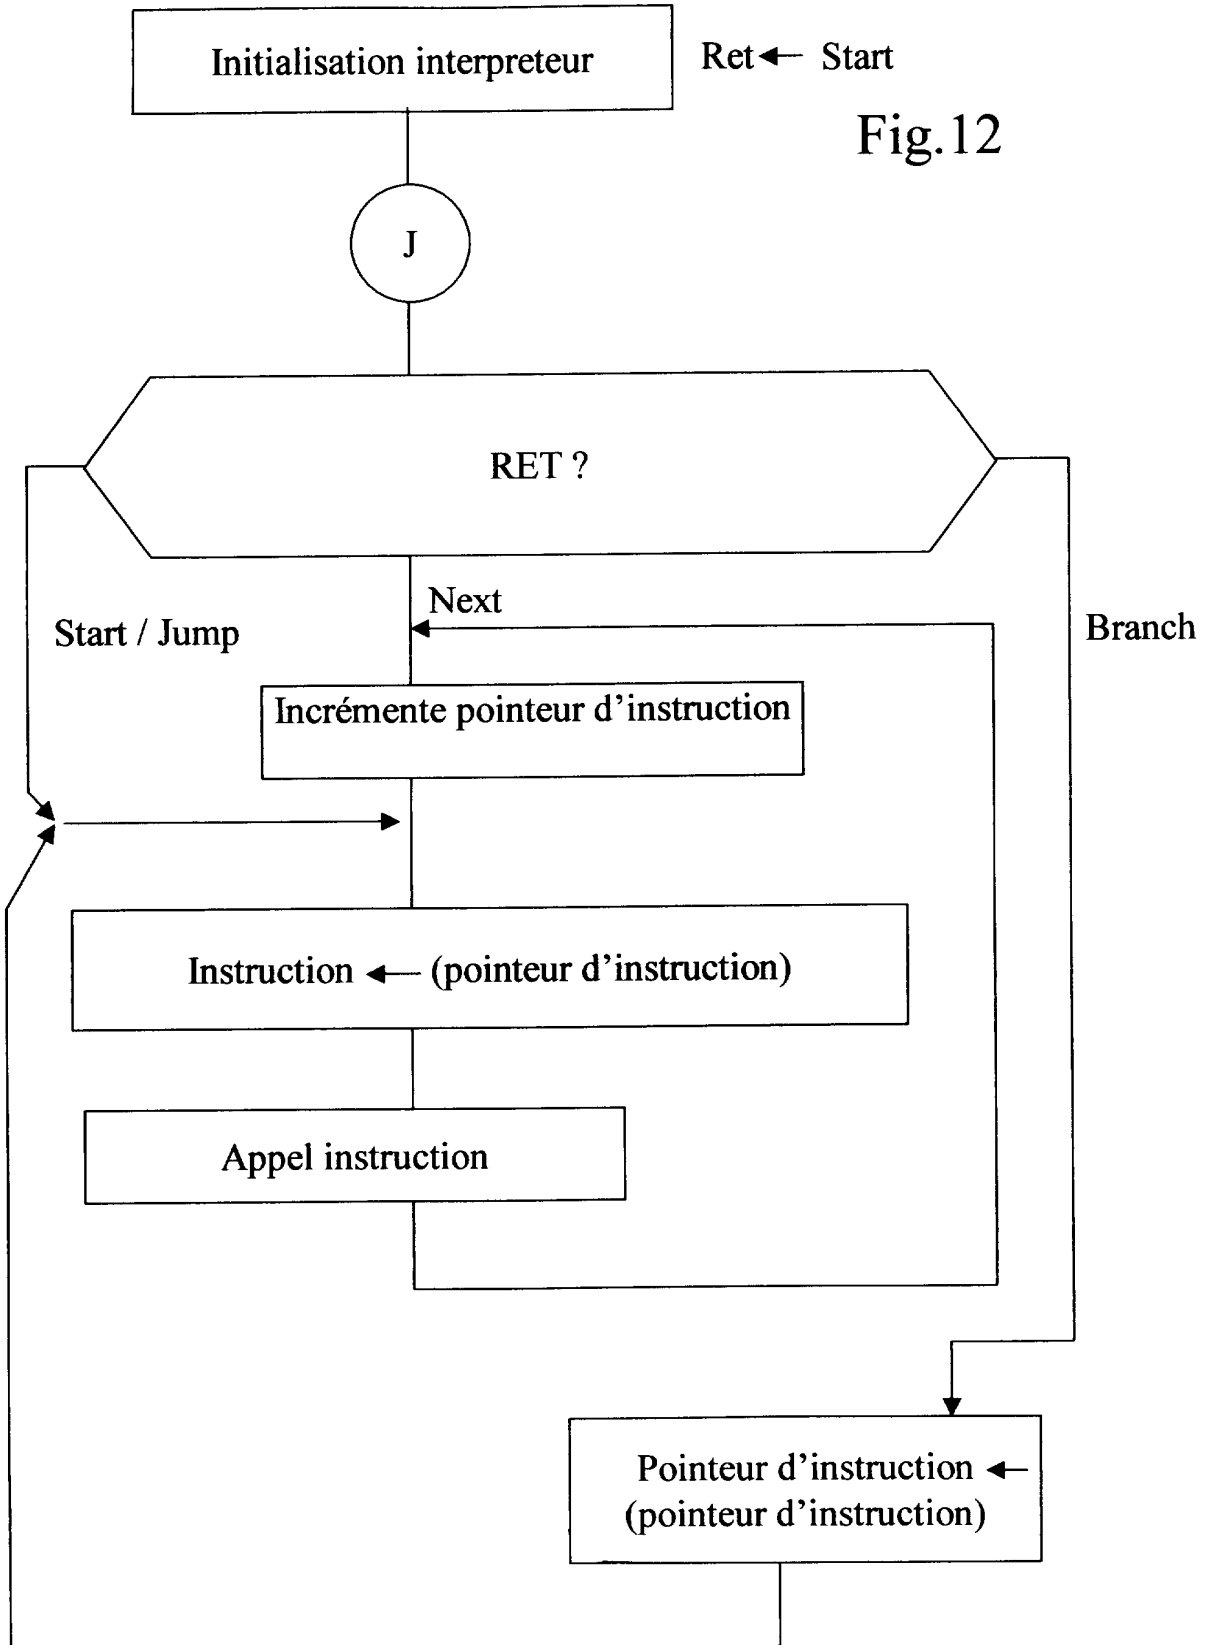 Initialisation interpreteur
Ret ← Start
Fig.12
J
RET ?
Next
Start / Jump
Branch
Incrémente pointeur d'instruction
Instruction ← (pointeur d'instruction)
Appel instruction
Pointeur d'instruction ←
(pointeur d'instruction)